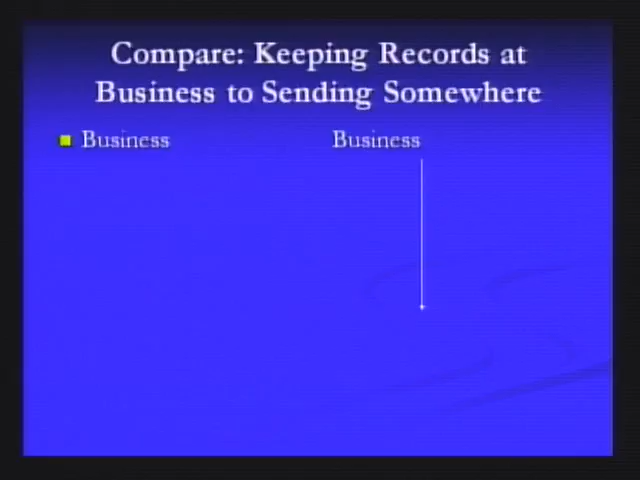 Compare: Keeping Records at
Business to Sending Somewhere
Business Business